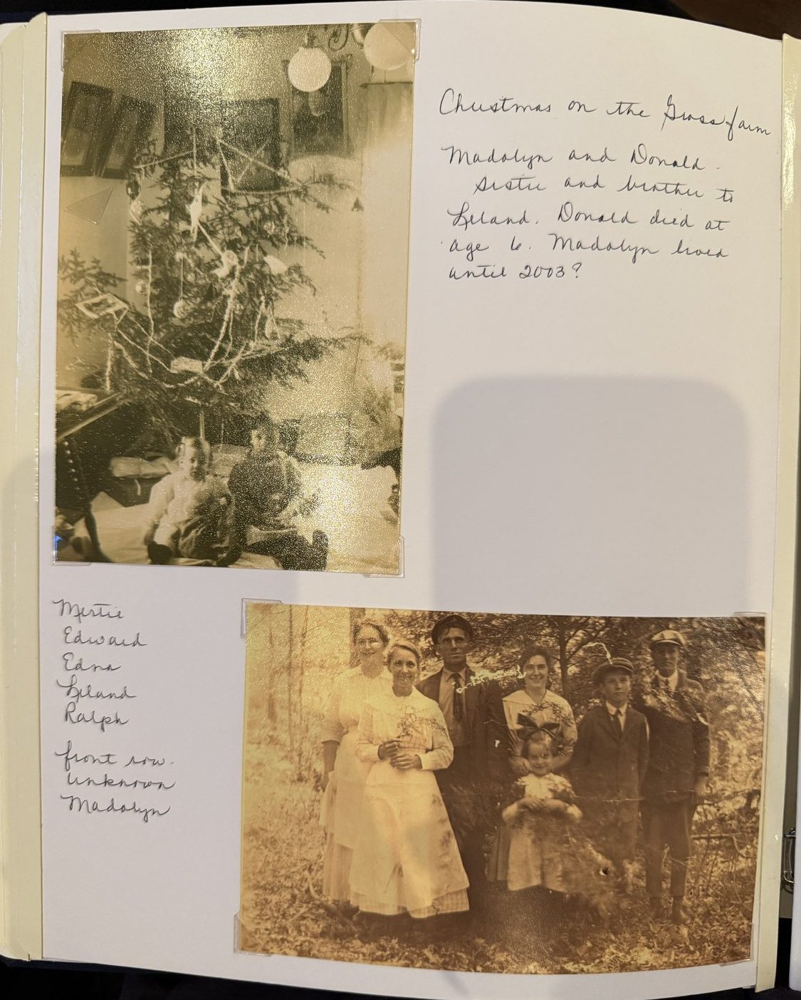 Christmas on the Gross farm
Madolyn and Donald.
Sister and brother to
Leland. Donald died at
age 6. Madolyn lived
until 2003?
Mertie
Edward
Edna
Leland
Ralph
front row.
unknown
Madolyn